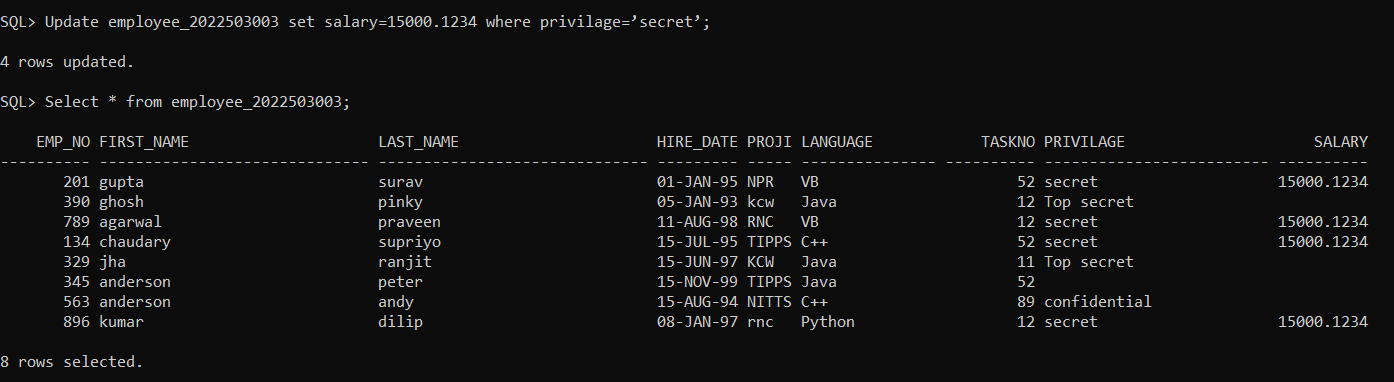 SQL> Update employee_2022503003 set salary=15000.1234 where privilage=’secret’;
4 rows updated.
SQL> Select * from employee_2022503003;
EMP_NO FIRST_NAME LAST_NAME HIRE_DATE PROJI LANGUAGE TASKNO PRIVILAGE SALARY
---------- ------------------------------ ------------------------------ --------- ----- --------------- ---------- ------------------------- ----------
201 gupta surav 01-JAN-95 NPR VB 52 secret 15000.1234
390 ghosh pinky 05-JAN-93 kcw Java 12 Top secret
789 agarwal praveen 11-AUG-98 RNC VB 12 secret 15000.1234
134 chaudary supriyo 15-JUL-95 TIPPS C++ 52 secret 15000.1234
329 jha ranjit 15-JUN-97 KCW Java 11 Top secret
345 anderson peter 15-NOV-99 TIPPS Java 52
563 anderson andy 15-AUG-94 NITTS C++ 89 confidential
896 kumar dilip 08-JAN-97 rnc Python 12 secret 15000.1234
8 rows selected.